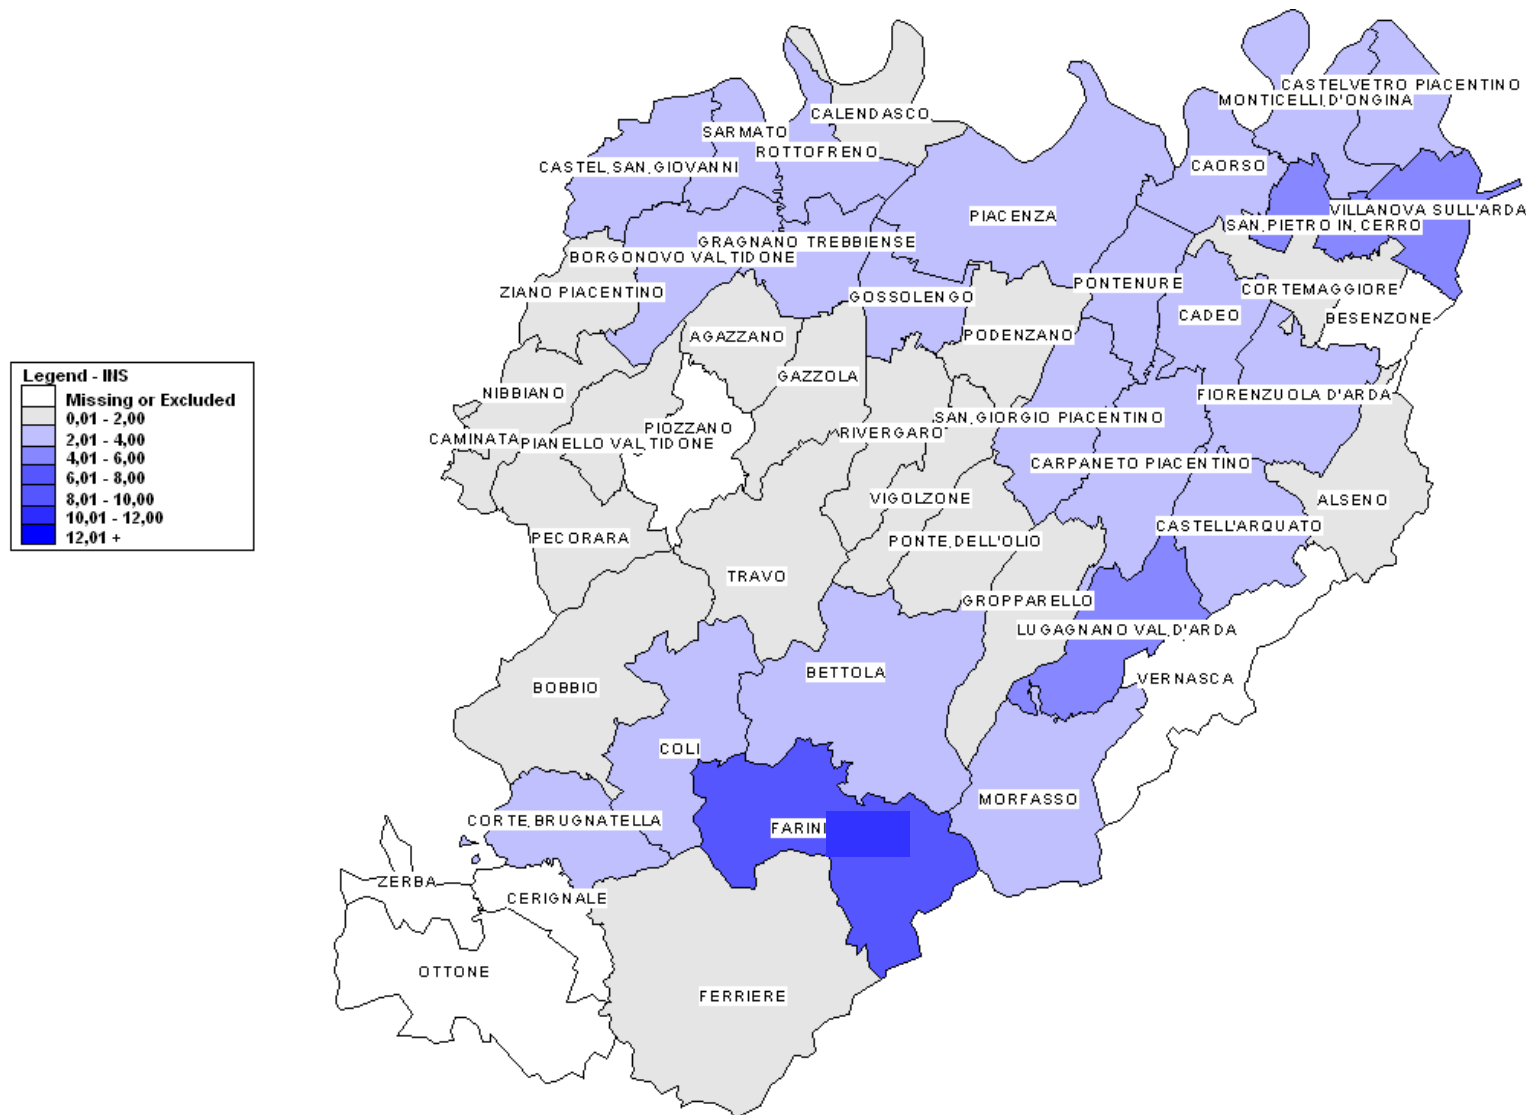 CALENDASCO
CASTELVETRO PIACENTINO
MONTICELLI.D'ONGINA
SARMATO
ROTTOFRENO
CASTEL.SAN.GIOVANNI
CAORSO
PIACENZA
VILLANOVA SULL'ARDA
SAN.PIETRO IN.CERRO
GRAGNANO TREBBIENSE
BORGONOVO VAL.TIDONE
ZIANO PIACENTINO
GOSSOLENGO
PONTENURE
CORTEMAGGIORE
CADEO
BESENZONE
AGAZZANO
PODENZANO
GAZZOLA
Legend - INS
Missing or Excluded
0,01 - 2,00
2,01 - 4,00
4,01 - 6,00
6,01 - 8,00
8,01 - 10,00
10,01 - 12,00
12,01 +
NIBBIANO
FIORENZUOLA D'ARDA
SAN.GIORGIO PIACENTINO
PIOZZANO
RIVERGARO
CAMINATA
PIANELLO VAL.TIDONE
CARPANETO PIACENTINO
VIGOLZONE
ALSENO
CASTELL'ARQUATO
PECORARA
PONTE.DELL'OLIO
TRAVO
GROPPARELLO
LUGAGNANO VAL.D'ARDA
BETTOLA
VERNASCA
BOBBIO
COLI
MORFASSO
CORTE.BRUGNATELLA
FARINI
ZERBA
CERIGNALE
OTTONE
FERRIERE